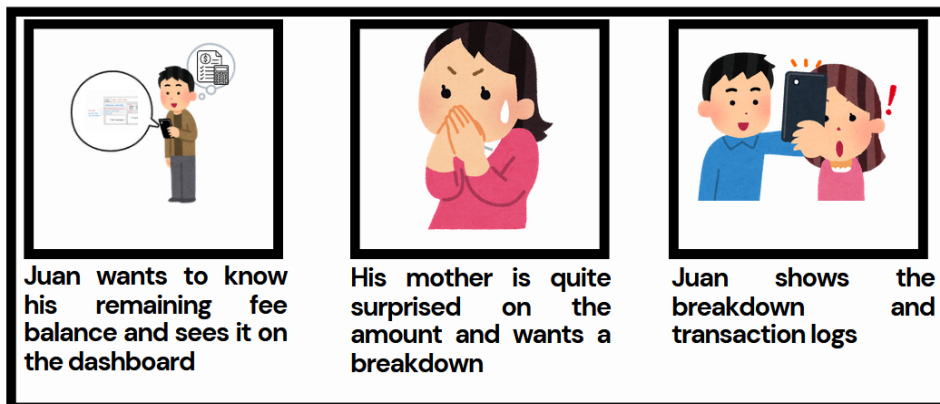 Juan wants to know
his remaining fee
balance and sees it on
the dashboard
His mother is quite
surprised on the
amount and wants a
breakdown
Juan shows the
breakdown and
transaction logs